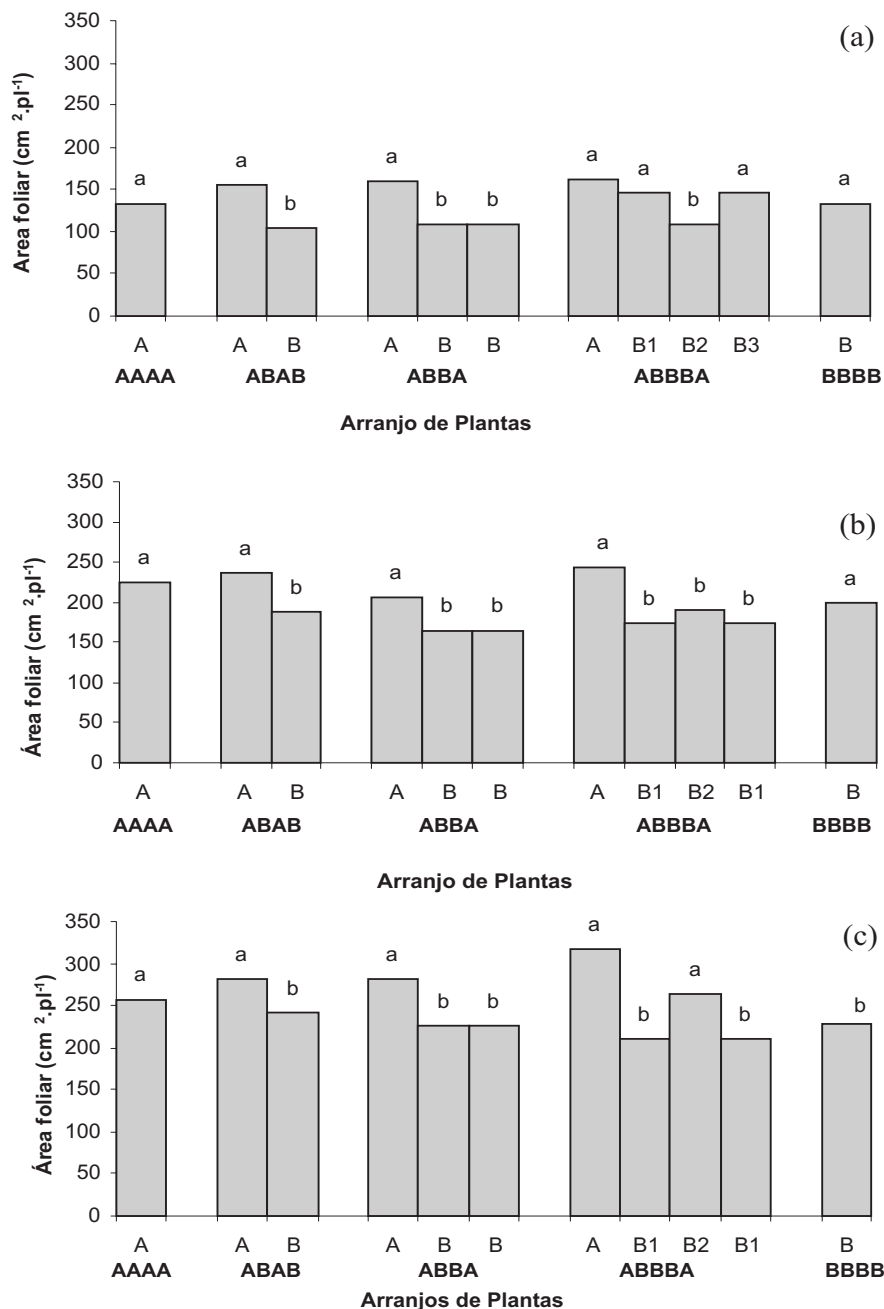 (a)
350
300
250
200
150
100
50
0
Area foliar (cm ².pl⁻¹)
a a b a b b a a b a a
A A B A B B A B1 B2 B3 B
AAAA ABAB ABBA ABBBA BBBB
Arranjo de Plantas
(b)
350
300
250
200
150
100
50
0
Área foliar (cm ².pl⁻¹)
a a b a b b a b b b a
A A B A B B A B1 B2 B1 B
AAAA ABAB ABBA ABBBA BBBB
Arranjo de Plantas
(c)
350
300
250
200
150
100
50
0
Área foliar (cm ².pl⁻¹)
a a b a b b a b a b b
A A B A B B A B1 B2 B1 B
AAAA ABAB ABBA ABBBA BBBB
Arranjos de Plantas